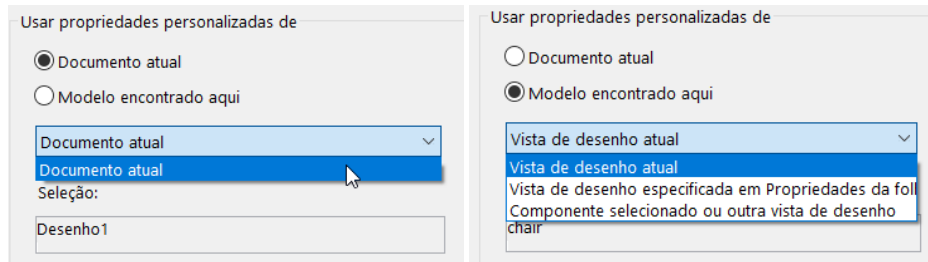 Usar propriedades personalizadas de
Documento atual
Modelo encontrado aqui
Documento atual
Documento atual
Seleção:
Desenho1
Usar propriedades personalizadas de
Documento atual
Modelo encontrado aqui
Vista de desenho atual
Vista de desenho atual
Vista de desenho especificada em Propriedades da foll
Componente selecionado ou outra vista de desenho
chair